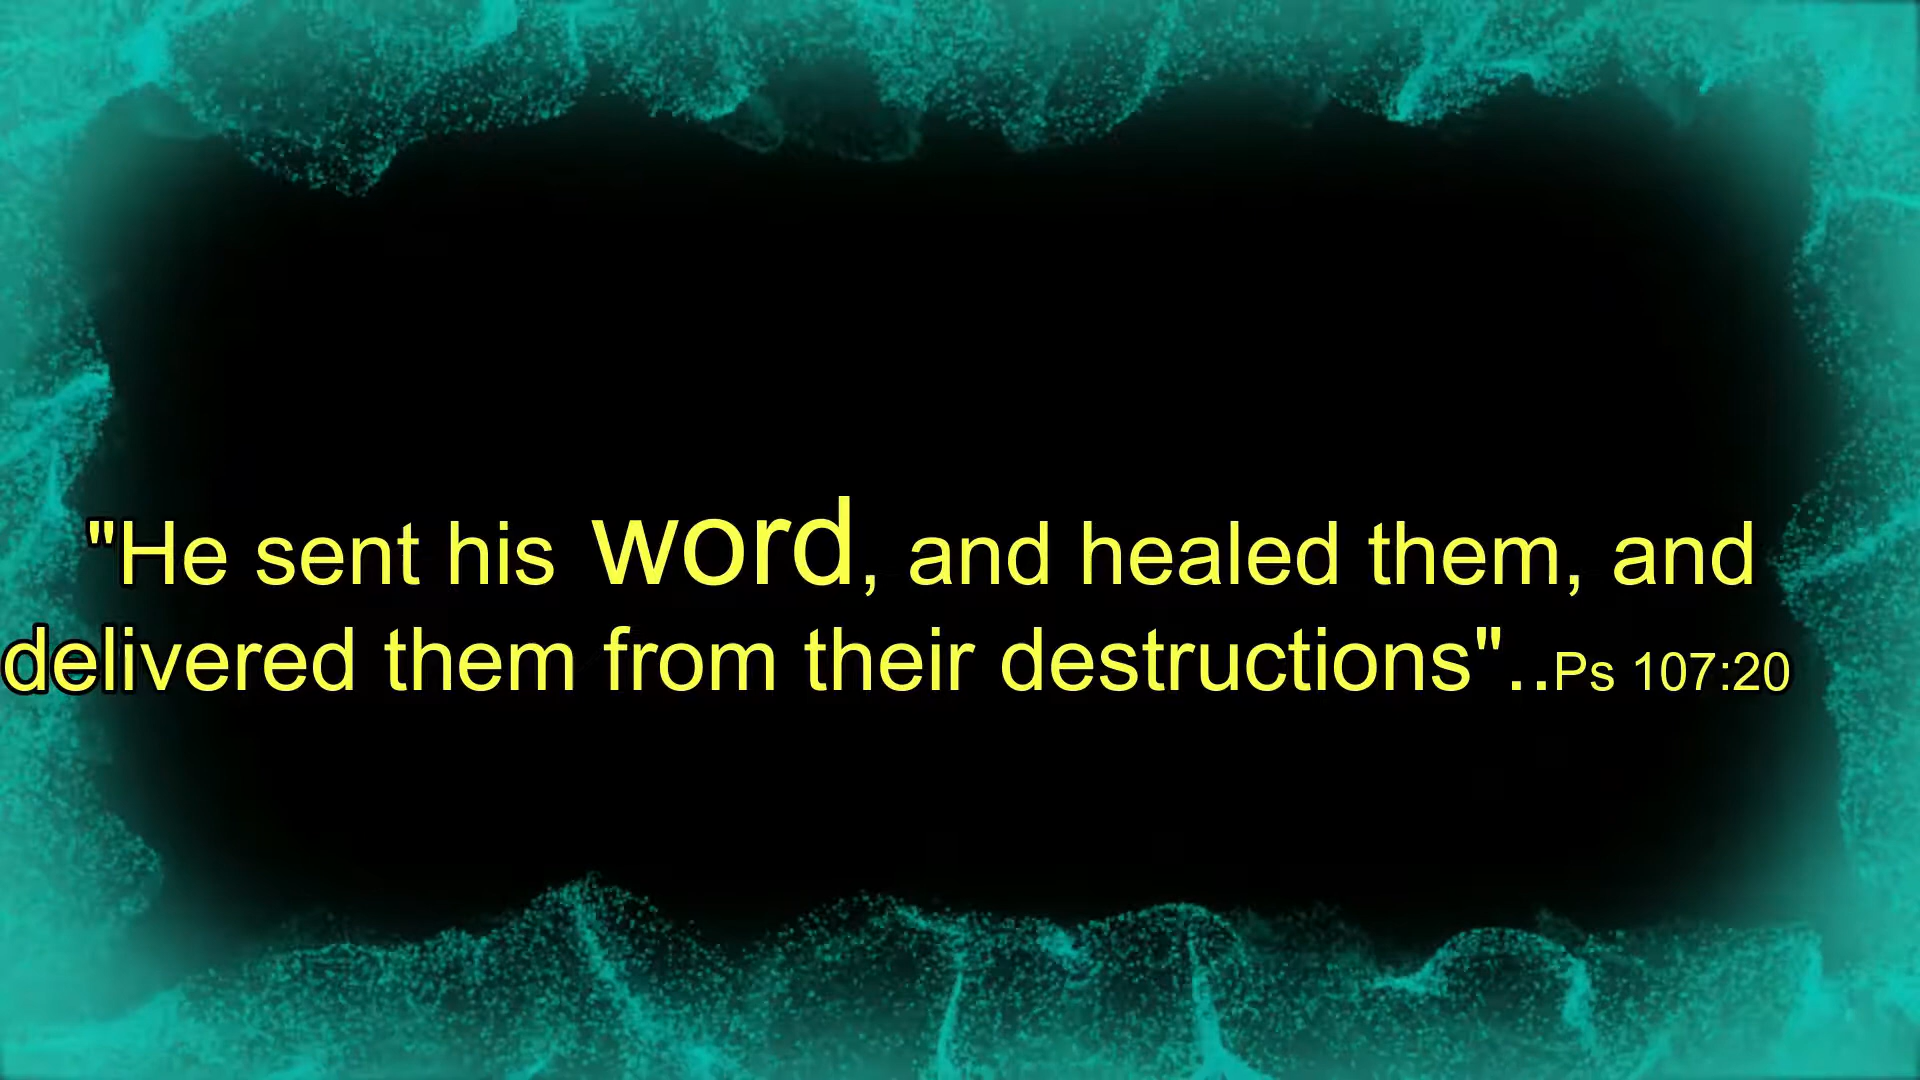 "He sent his word, and healed them, and
delivered them from their destructions"..Ps 107:20